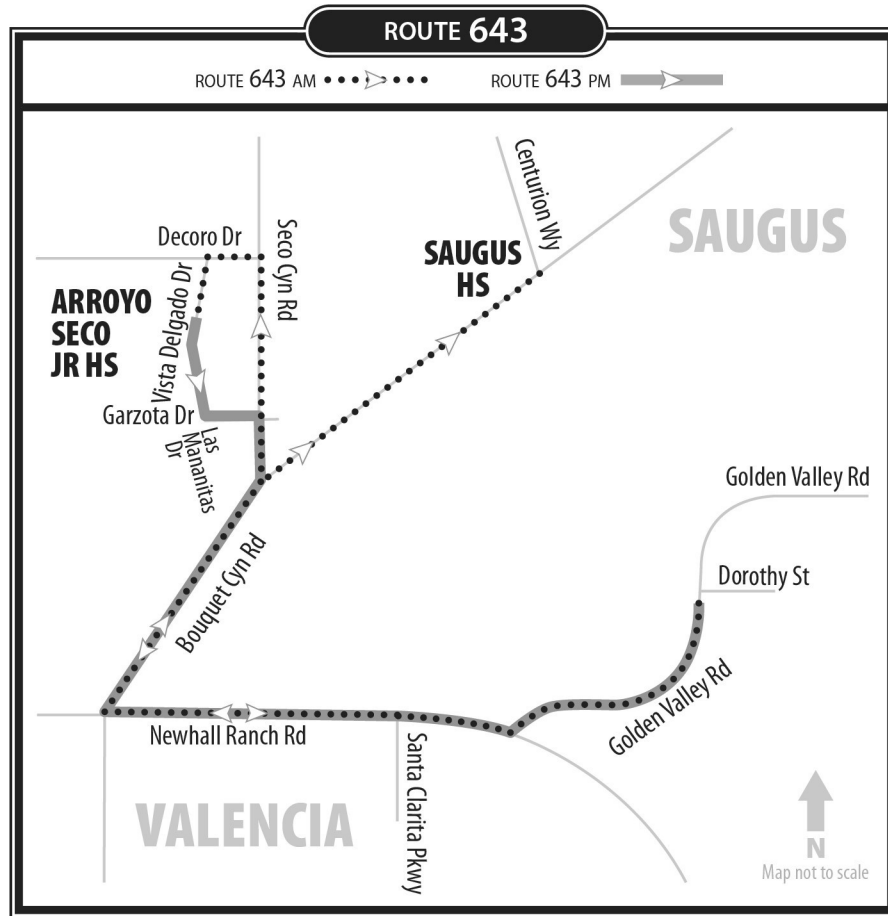 ROUTE 643
ROUTE 643 AM
ROUTE 643 PM
Centurion Wy
SAUGUS
Decoro Dr
Seco Cyn Rd
SAUGUS
HS
ARROYO
SECO
JR HS
Vista Delgado Dr
Garzota Dr
Las
Mananitas
Dr
Golden Valley Rd
Bouquet Cyn Rd
Dorothy St
Golden Valley Rd
Newhall Ranch Rd
Santa Clarita Pkwy
VALENCIA
N
Map not to scale